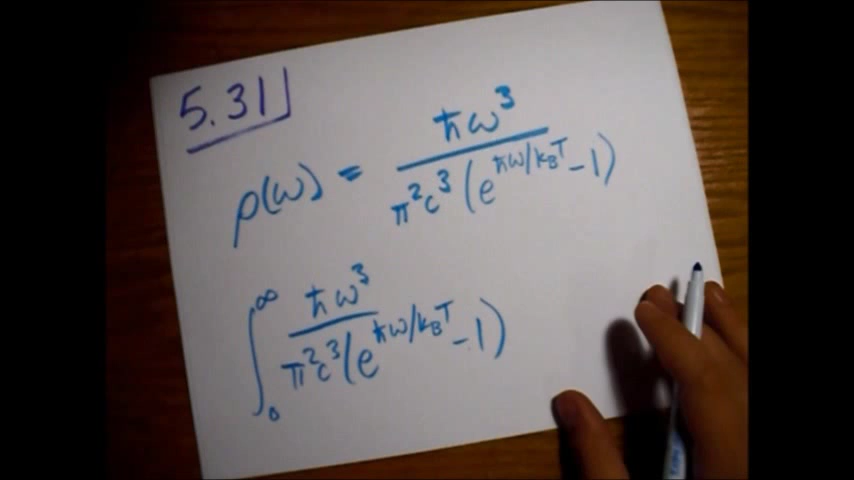 5.31
ρ(ω) = ħω³ / π²c³(e^ħω/k_BT - 1)
∫₀^∞ ħω³ / π²c³(e^ħω/k_BT - 1)